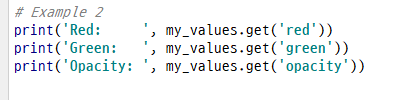 # Example 2
print('Red:     ', my_values.get('red'))
print('Green:   ', my_values.get('green'))
print('Opacity: ', my_values.get('opacity'))